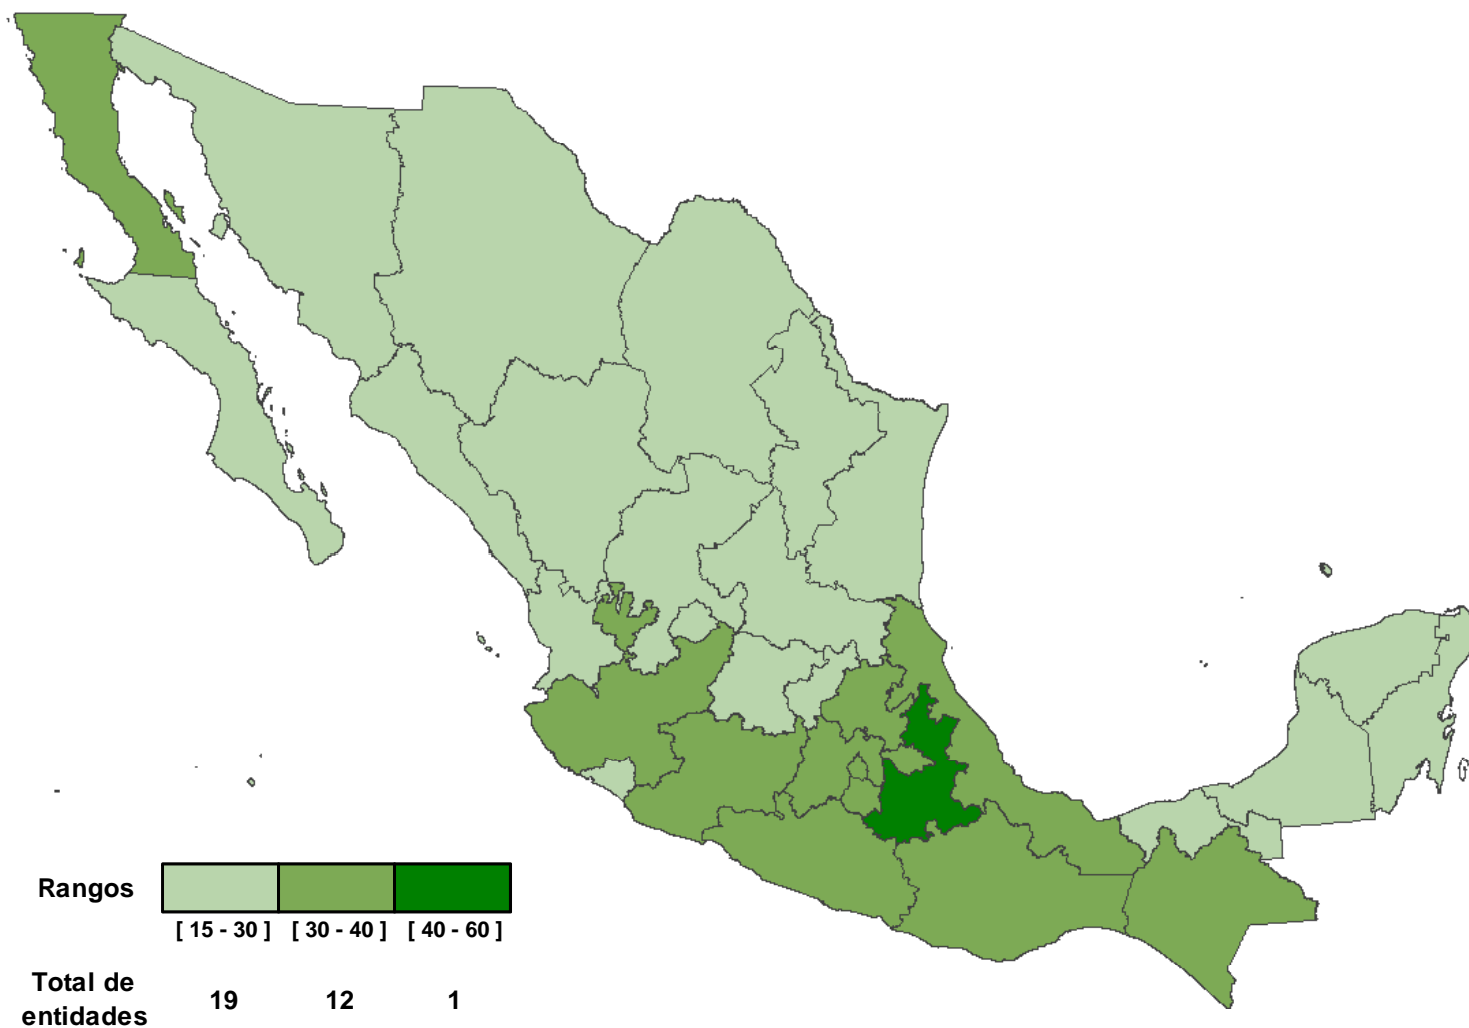 Rangos
[ 15 - 30 ] [ 30 - 40 ] [ 40 - 60 ]
Total de
entidades
19 12 1